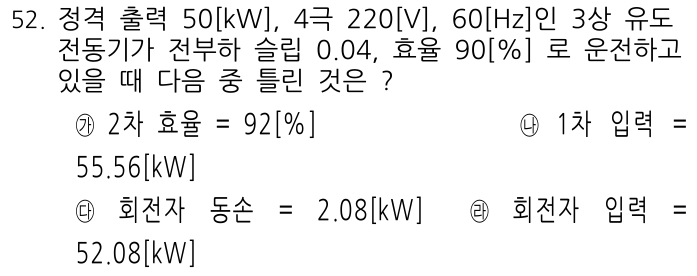 52. 정격 출력 50[kW], 4극 220[V], 60[Hz]인 3상 유도
전동기가 전부하 슬립 0.04, 효율 90[%] 로 운전하고
있을 때 다음 중 틀린 것은 ?
㉮ 2차 효율 = 92[%] ㉯ 1차 입력 =
55.56[kW]
㉰ 회전자 동손 = 2.08[kW] ㉱ 회전자 입력 =
52.08[kW]